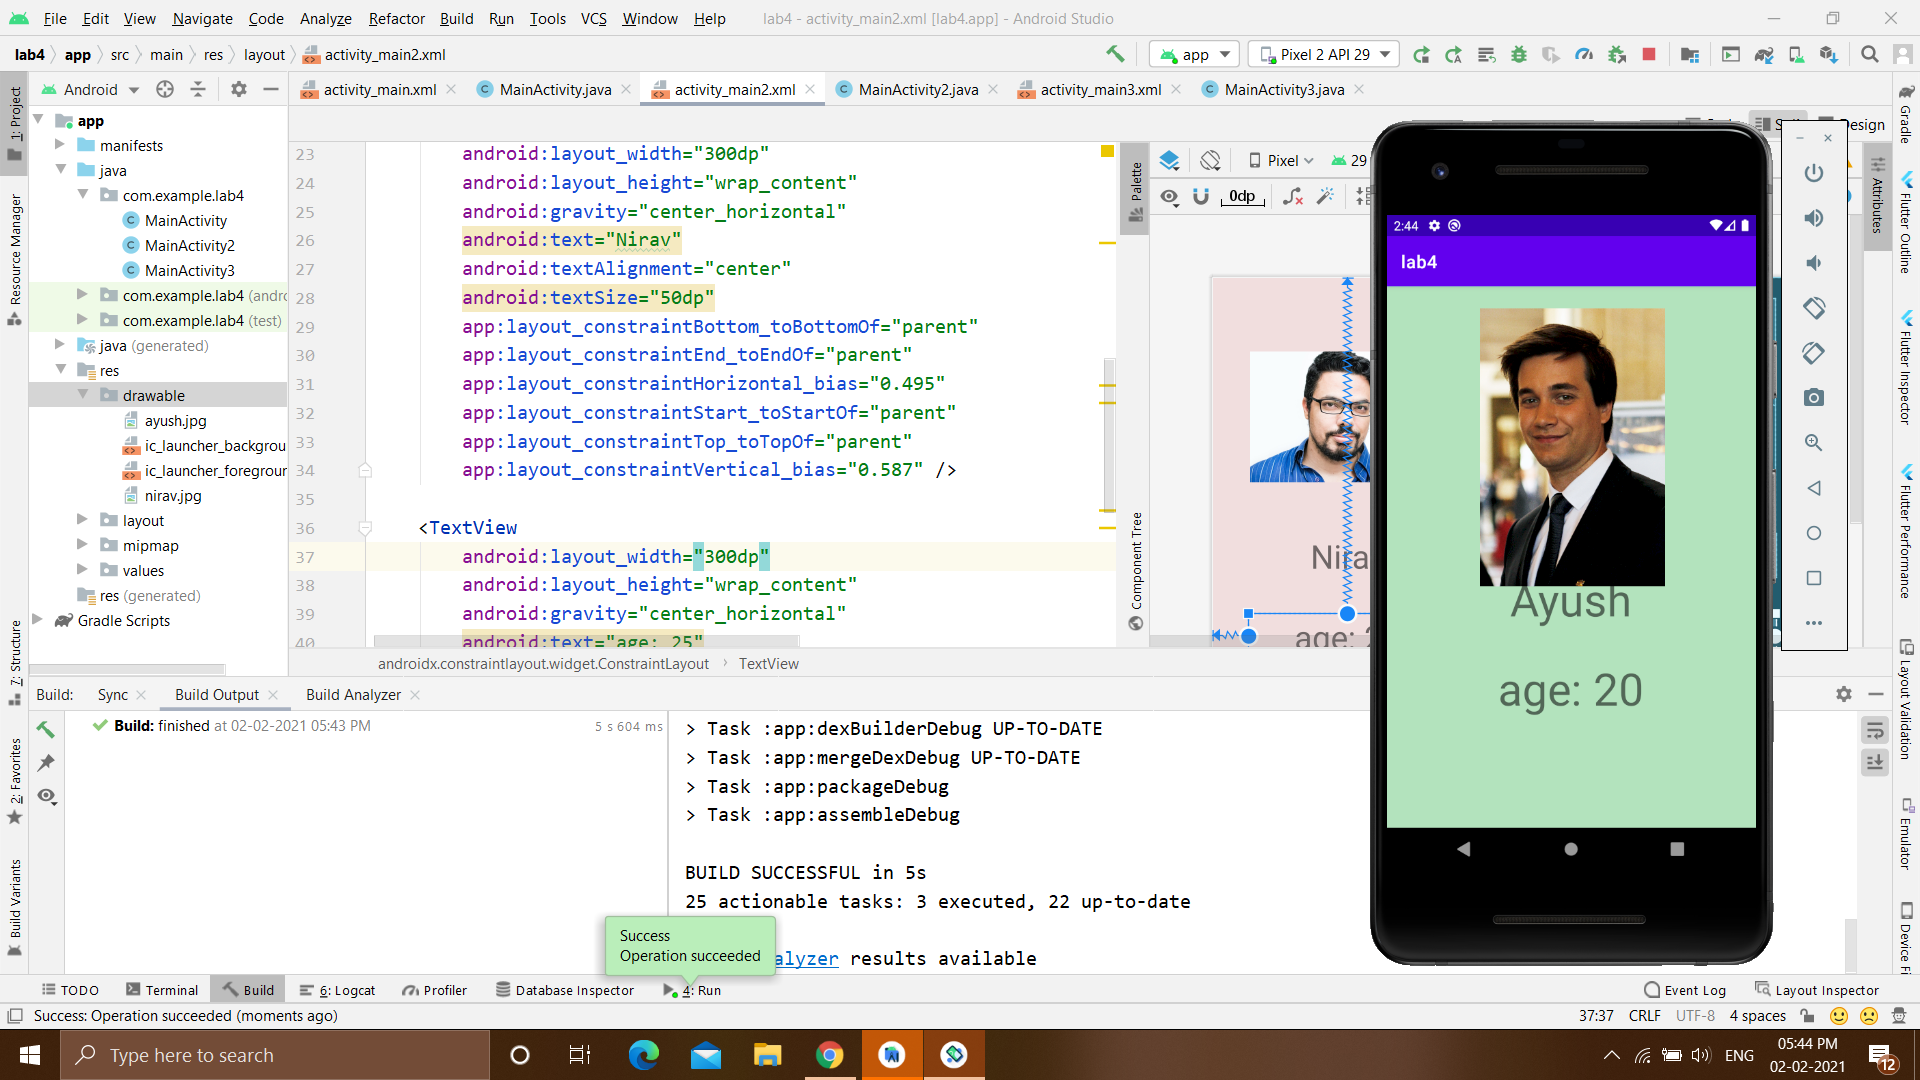 File Edit View Navigate Code Analyze Refactor Build Run Tools VCS Window Help lab4 - activity_main2.xml [lab4.app] - Android Studio
lab4 app src main res layout activity_main2.xml app Pixel 2 API 29
1: Project
Resource Manager
7: Structure
2: Favorites
Build Variants
Android
app
manifests
java
com.example.lab4
MainActivity
MainActivity2
MainActivity3
com.example.lab4 (andro
com.example.lab4 (test)
java (generated)
res
drawable
ayush.jpg
ic_launcher_backgrou
ic_launcher_foregrour
nirav.jpg
layout
mipmap
values
res (generated)
Gradle Scripts
activity_main.xml MainActivity.java activity_main2.xml MainActivity2.java activity_main3.xml MainActivity3.java
Design
23 android:layout_width="300dp"
24 android:layout_height="wrap_content"
25 android:gravity="center_horizontal"
26 android:text="Nirav"
27 android:textAlignment="center"
28 android:textSize="50dp"
29 app:layout_constraintBottom_toBottomOf="parent"
30 app:layout_constraintEnd_toEndOf="parent"
31 app:layout_constraintHorizontal_bias="0.495"
32 app:layout_constraintStart_toStartOf="parent"
33 app:layout_constraintTop_toTopOf="parent"
34 app:layout_constraintVertical_bias="0.587" />
35
36 <TextView
37 android:layout_width="300dp"
38 android:layout_height="wrap_content"
39 android:gravity="center_horizontal"
40 android:text="age: 25"
androidx.constraintlayout.widget.ConstraintLayout TextView
Palette
Component Tree
Pixel 29
0dp
Nira
age:
2:44
lab4
Ayush
age: 20
Attributes
Gradle
Flutter Outline
Flutter Inspector
Flutter Performance
Layout Validation
Emulator
Device Fi
Build: Sync Build Output Build Analyzer
Build: finished at 02-02-2021 05:43 PM 5 s 604 ms
> Task :app:dexBuilderDebug UP-TO-DATE
> Task :app:mergeDexDebug UP-TO-DATE
> Task :app:packageDebug
> Task :app:assembleDebug
BUILD SUCCESSFUL in 5s
25 actionable tasks: 3 executed, 22 up-to-date
alyzer results available
Success
Operation succeeded
TODO Terminal Build 6: Logcat Profiler Database Inspector 4: Run Event Log Layout Inspector
Success: Operation succeeded (moments ago) 37:37 CRLF UTF-8 4 spaces
Type here to search
ENG
05:44 PM
02-02-2021
12